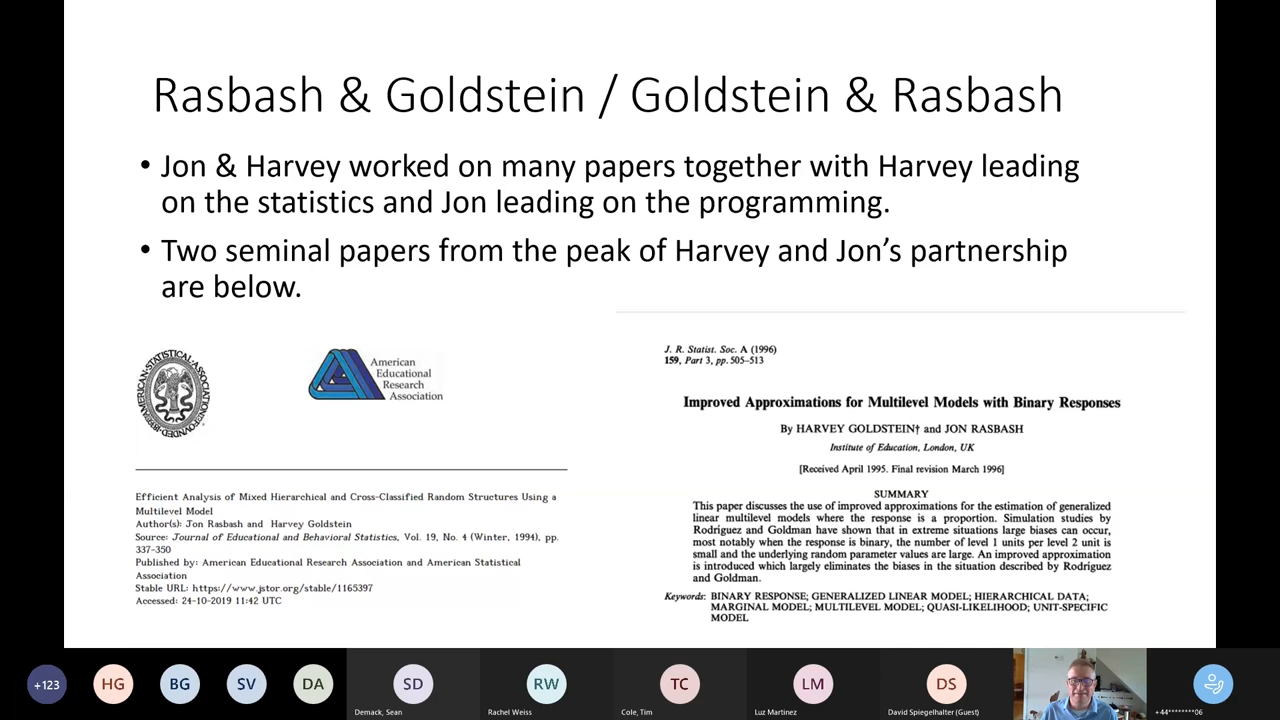 Rasbash & Goldstein / Goldstein & Rasbash
• Jon & Harvey worked on many papers together with Harvey leading
on the statistics and Jon leading on the programming.
• Two seminal papers from the peak of Harvey and Jon’s partnership
are below.
American
Educational
Research
Association
Efficient Analysis of Mixed Hierarchical and Cross-Classified Random Structures Using a
Multilevel Model
Author(s): Jon Rasbash and Harvey Goldstein
Source: Journal of Educational and Behavioral Statistics, Vol. 19, No. 4 (Winter, 1994), pp.
337-350
Published by: American Educational Research Association and American Statistical
Association
Stable URL: https://www.jstor.org/stable/1165397
Accessed: 24-10-2019 11:42 UTC
J. R. Statist. Soc. A (1996)
159, Part 3, pp. 505–513
Improved Approximations for Multilevel Models with Binary Responses
By HARVEY GOLDSTEIN† and JON RASBASH
Institute of Education, London, UK
[Received April 1995. Final revision March 1996]
SUMMARY
This paper discusses the use of improved approximations for the estimation of generalized
linear multilevel models where the response is a proportion. Simulation studies by
Rodríguez and Goldman have shown that in extreme situations large biases can occur,
most notably when the response is binary, the number of level 1 units per level 2 unit is
small and the underlying random parameter values are large. An improved approximation
is introduced which largely eliminates the biases in the situation described by Rodríguez
and Goldman.
Keywords: BINARY RESPONSE; GENERALIZED LINEAR MODEL; HIERARCHICAL DATA;
MARGINAL MODEL; MULTILEVEL MODEL; QUASI-LIKELIHOOD; UNIT-SPECIFIC
MODEL
+123
HG
BG
SV
DA
SD
RW
TC
LM
DS
Demack, Sean
Rachel Weiss
Cole, Tim
Luz Martinez
David Spiegelhalter (Guest)
+44********06